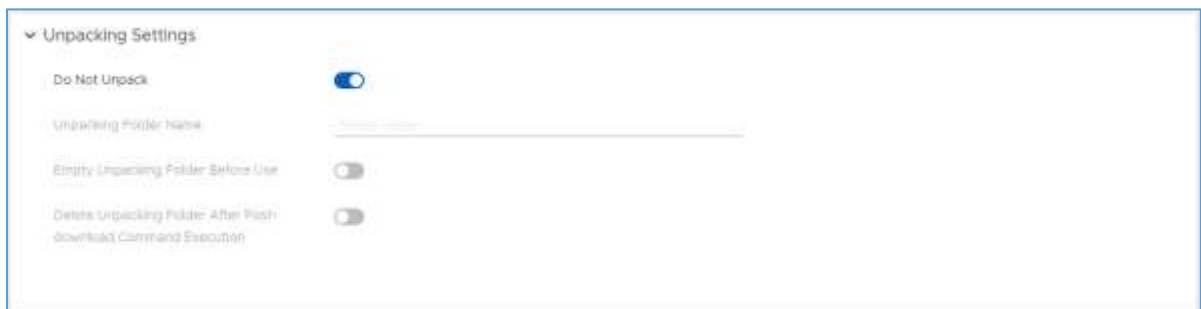 Unpacking Settings
Do Not Unpack
Unpacking Folder Name
Empty Unpacking Folder Before Use
Delete Unpacking Folder After Push
download Command Execution